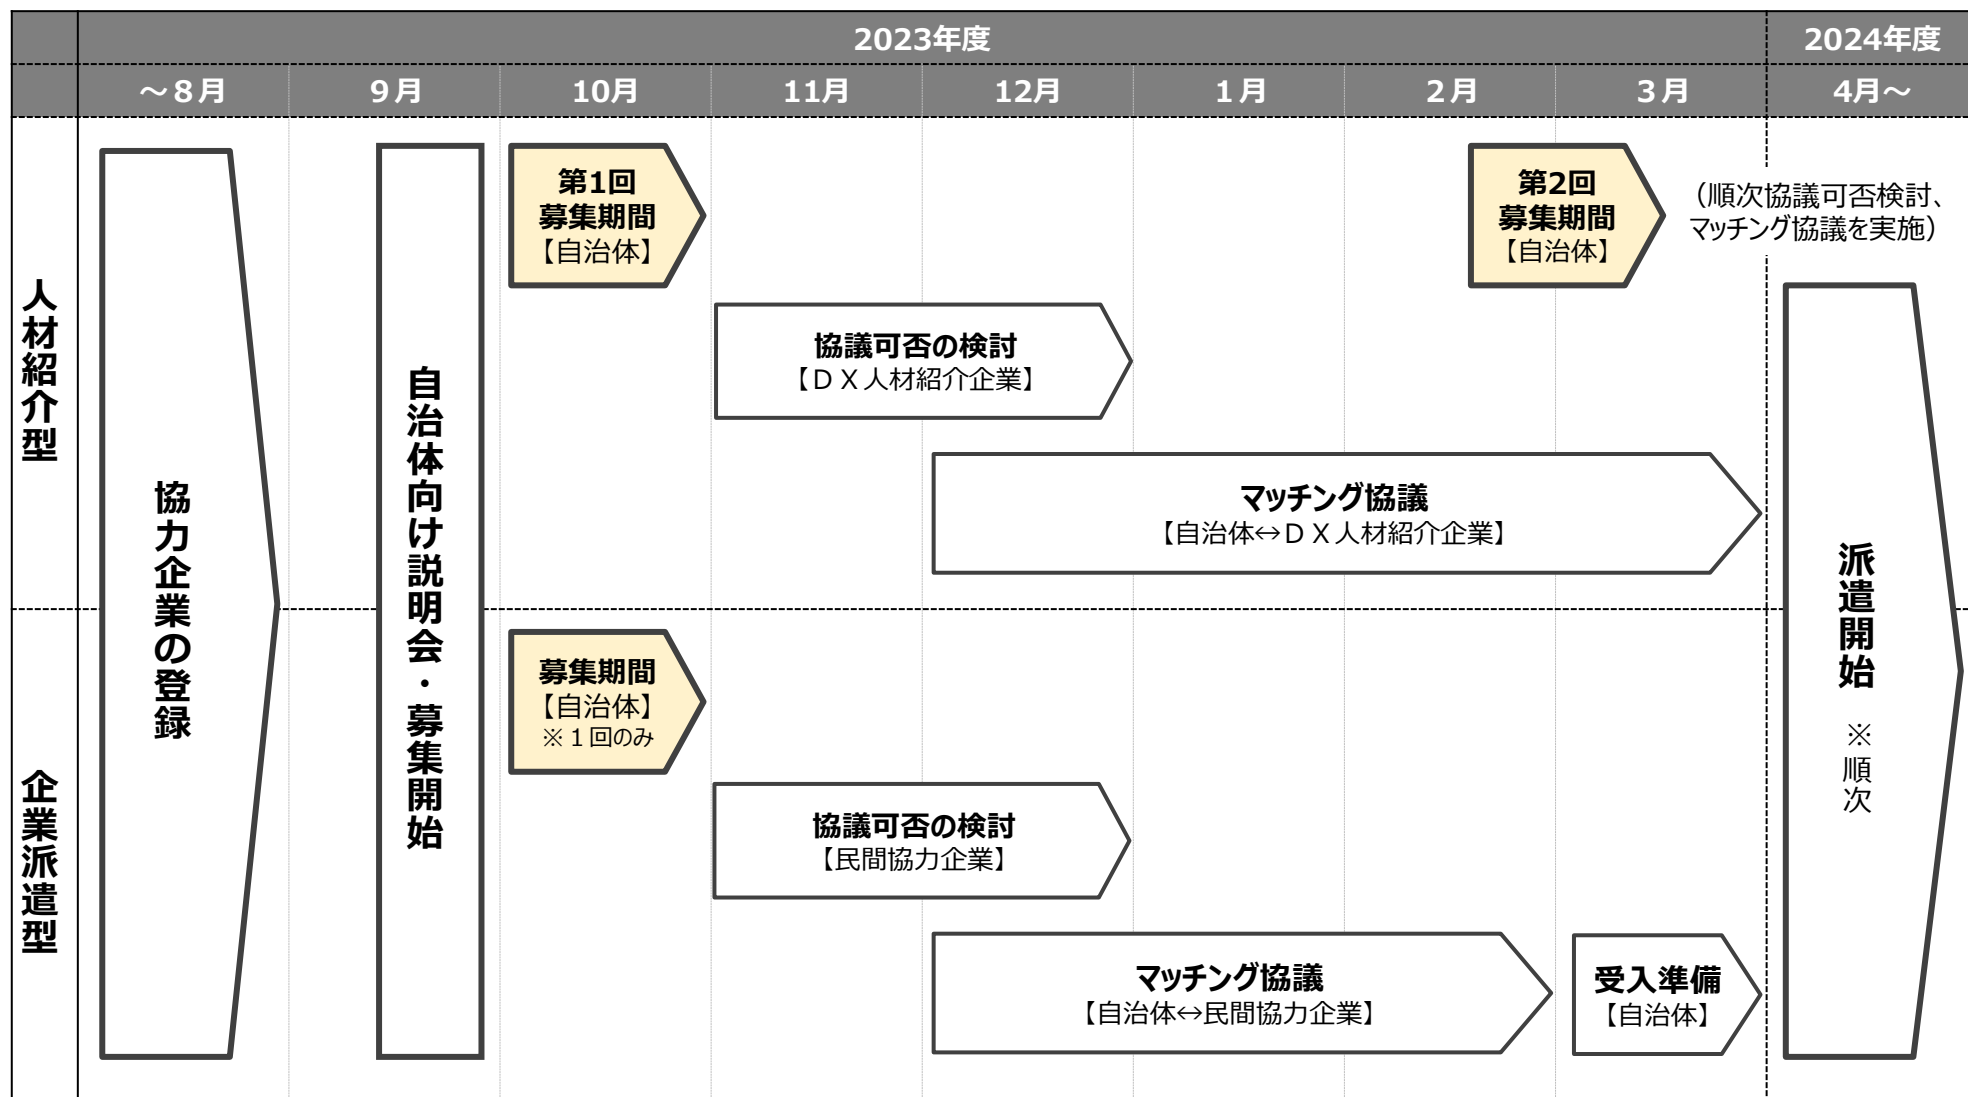 2023年度
2024年度
～８月
９月
10月
11月
12月
１月
２月
３月
4月～
人材紹介型
企業派遣型
協力企業の登録
自治体向け説明会・募集開始
第1回
募集期間
【自治体】
協議可否の検討
【ＤＸ人材紹介企業】
マッチング協議
【自治体↔ＤＸ人材紹介企業】
第2回
募集期間
【自治体】
（順次協議可否検討、
マッチング協議を実施）
募集期間
【自治体】
※１回のみ
協議可否の検討
【民間協力企業】
マッチング協議
【自治体↔民間協力企業】
受入準備
【自治体】
派遣開始 ※順次